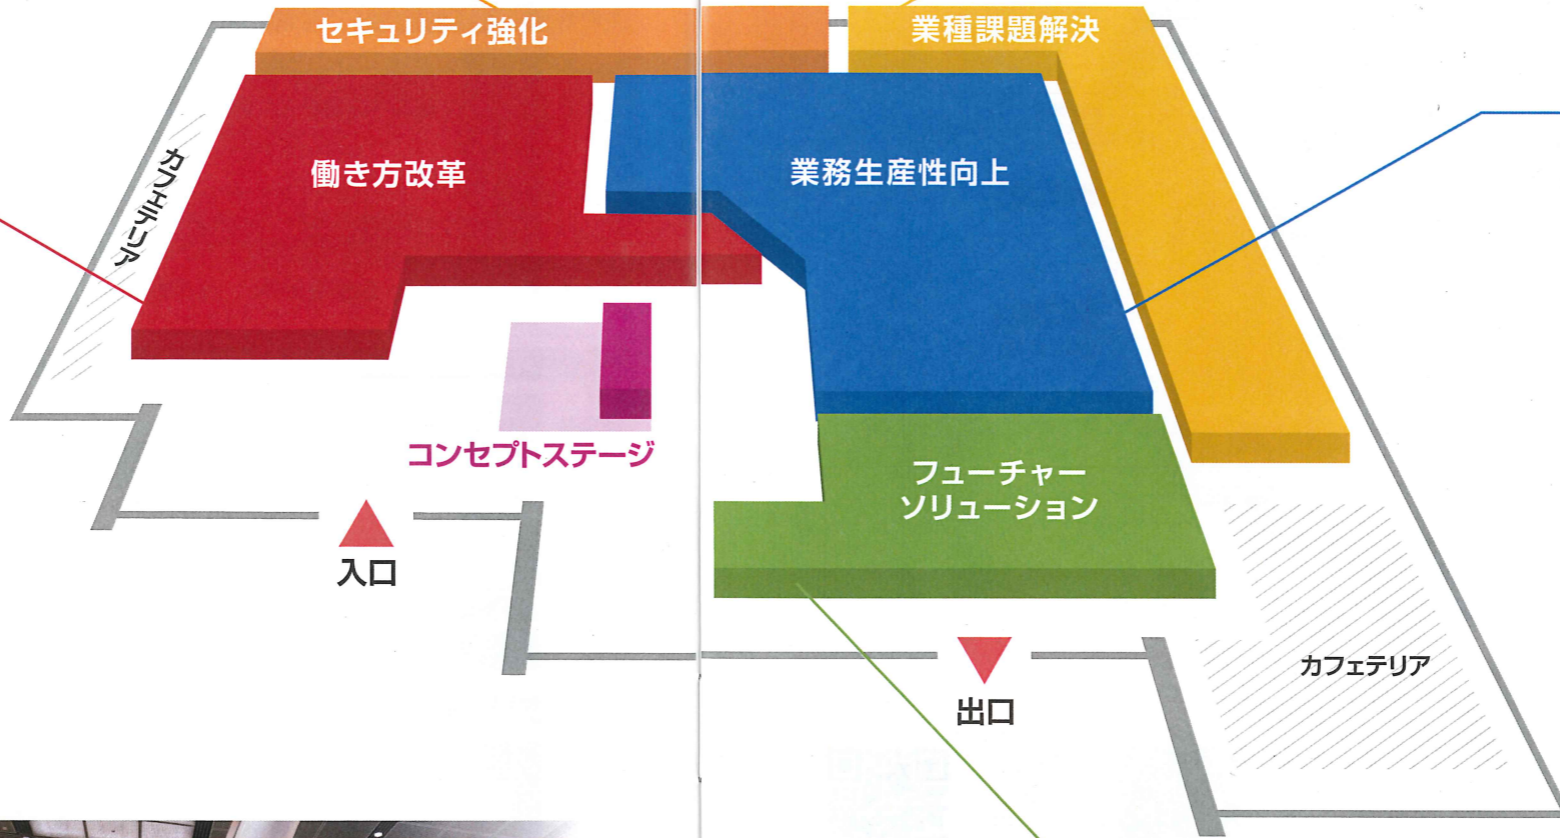 セキュリティ強化
業種課題解決
働き方改革
業務生産性向上
カフェテリア
コンセプトステージ
フューチャー
ソリューション
入口
カフェテリア
出口